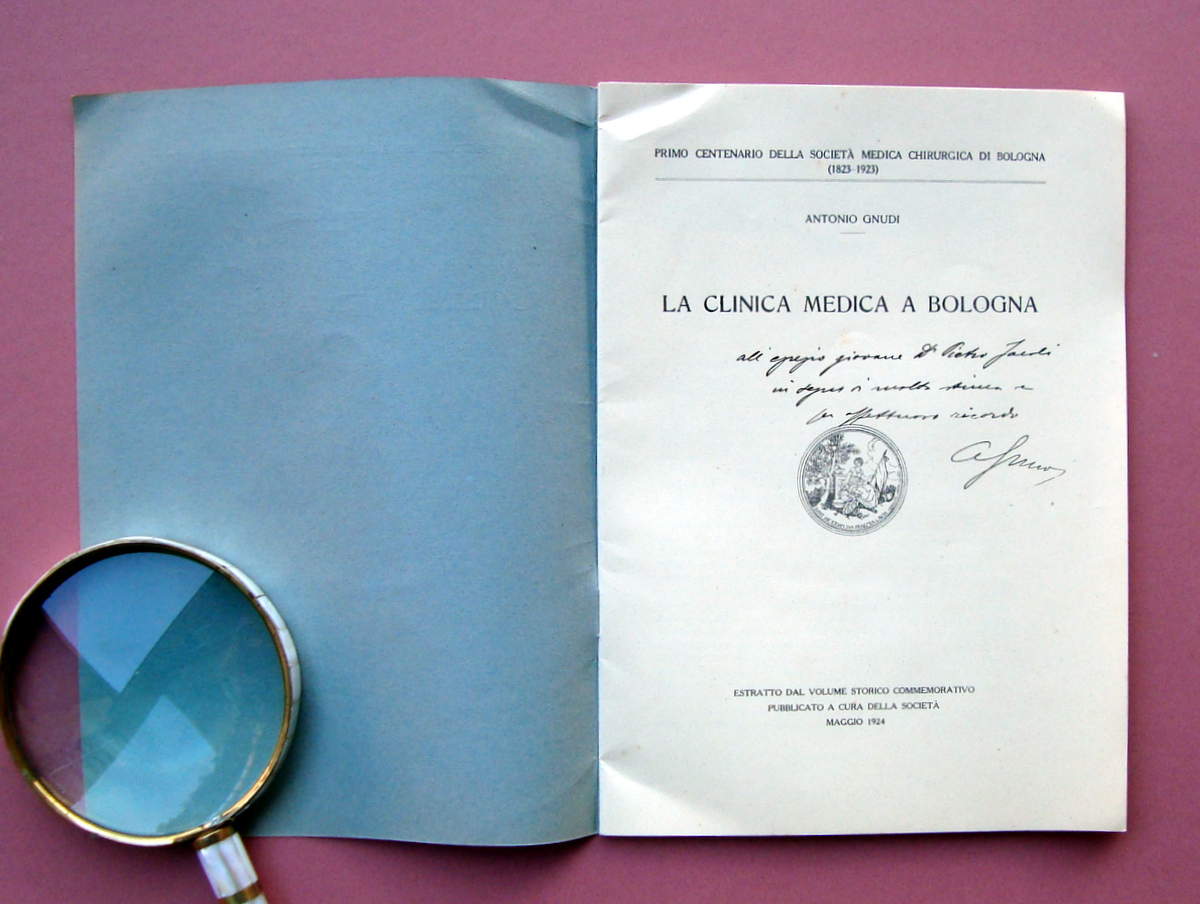 PRIMO CENTENARIO DELLA SOCIETÀ MEDICA CHIRURGICA DI BOLOGNA
(1823-1923)
ANTONIO GNUDI
LA CLINICA MEDICA A BOLOGNA
all'egregio giovane Dr Pietro
in segno di molta stima e
per affettuoso ricordo
ESTRATTO DAL VOLUME STORICO COMMEMORATIVO
PUBBLICATO A CURA DELLA SOCIETÀ
MAGGIO 1924